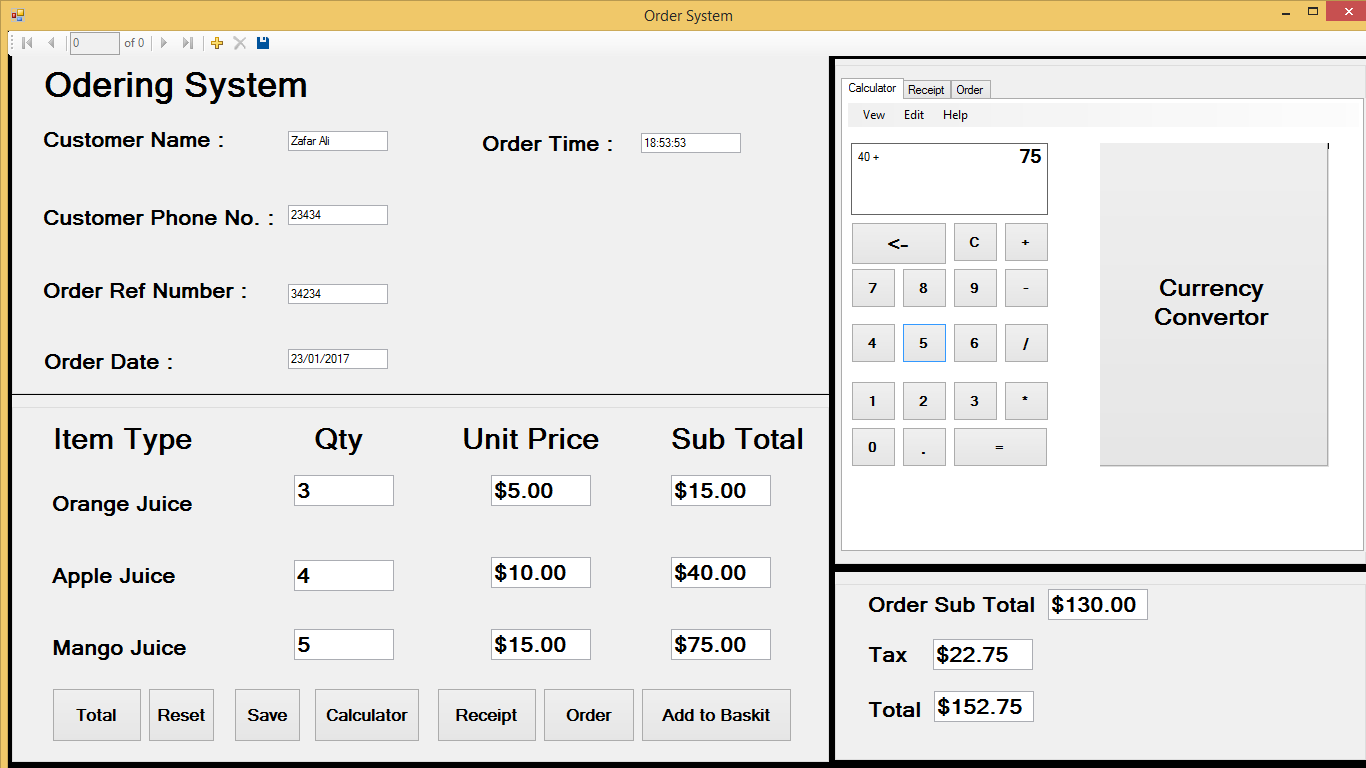 Order System
0 of 0
Odering System
Customer Name : Zafar Ali
Order Time : 18:53:53
Customer Phone No. : 23434
Order Ref Number : 34234
Order Date : 23/01/2017
Item Type Qty Unit Price Sub Total
Orange Juice 3 $5.00 $15.00
Apple Juice 4 $10.00 $40.00
Mango Juice 5 $15.00 $75.00
Total Reset Save Calculator Receipt Order Add to Baskit
Calculator Receipt Order
Vew Edit Help
40 + 75
<- C +
7 8 9 -
4 5 6 /
1 2 3 *
0 . =
Currency
Convertor
Order Sub Total $130.00
Tax $22.75
Total $152.75